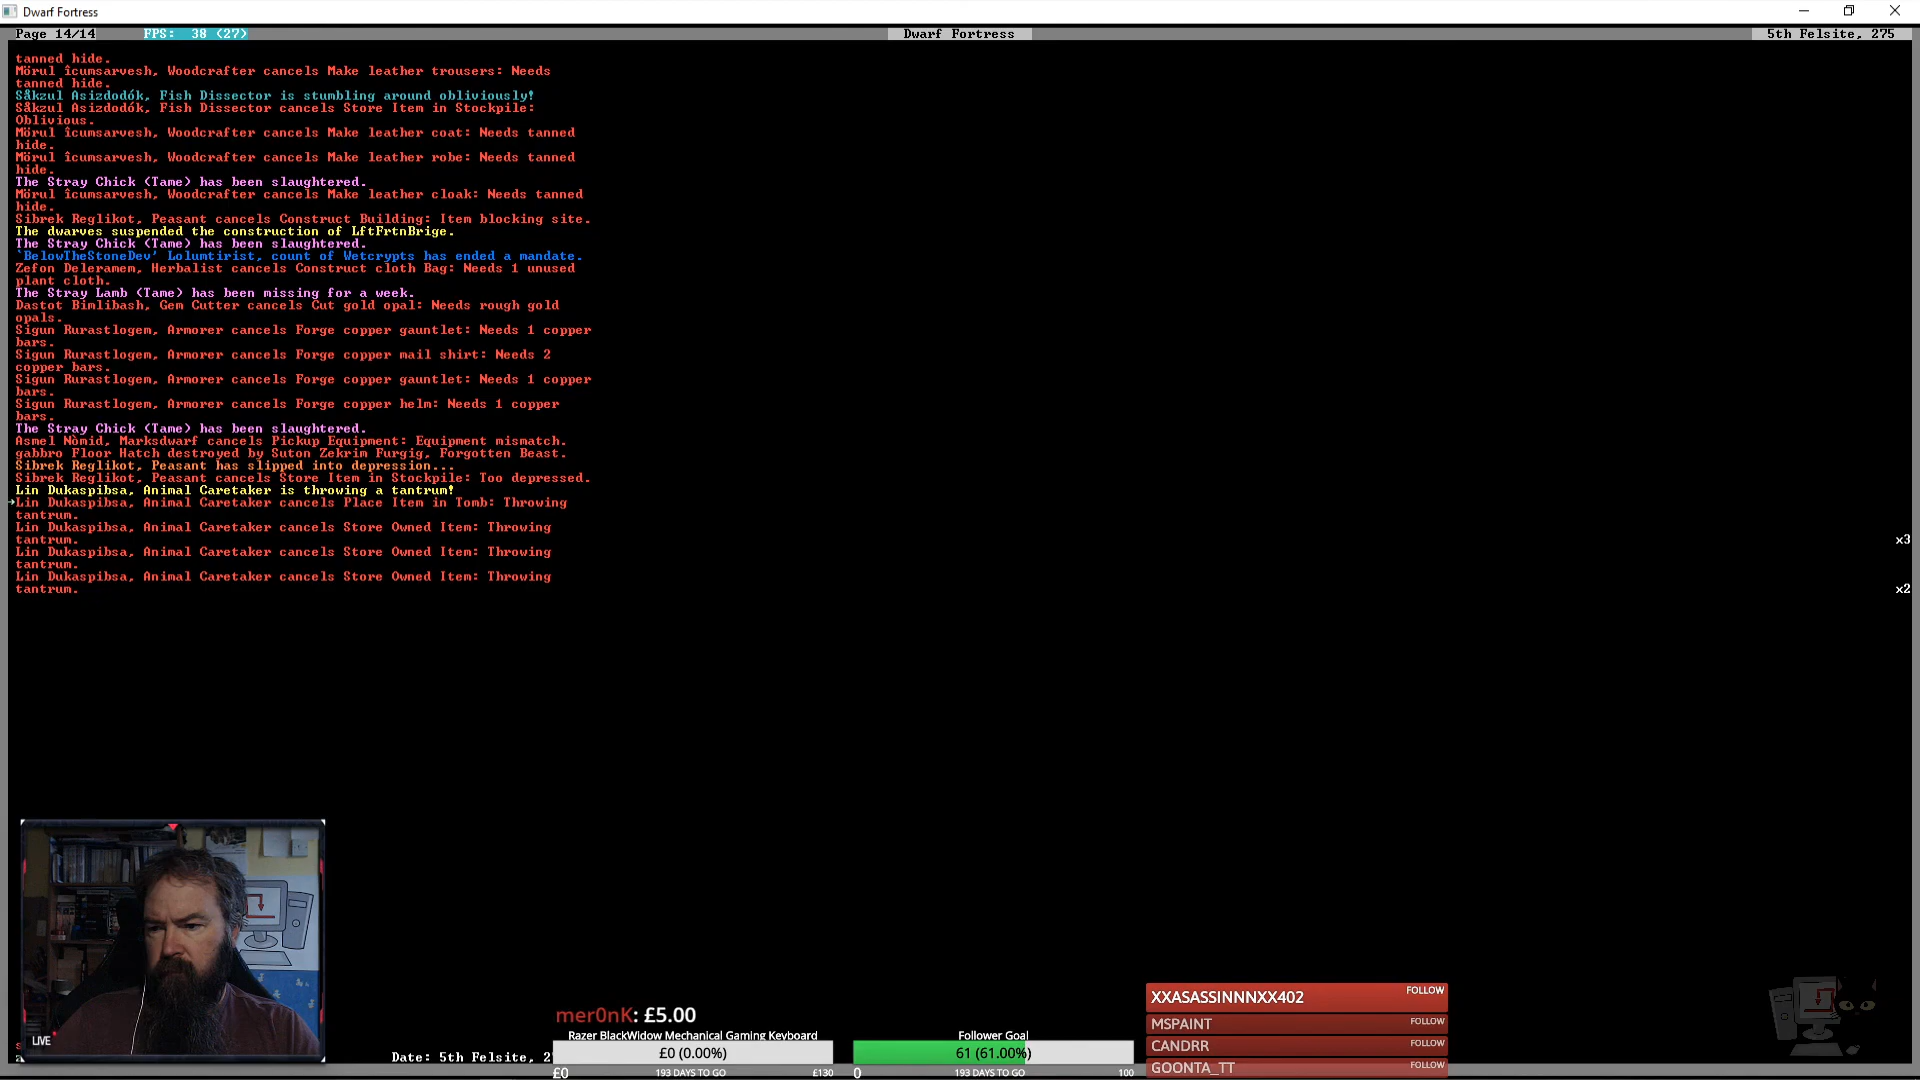 Dwarf Fortress
Page 14/14 FPS: 38 (27) Dwarf Fortress 5th Felsite, 275
tanned hide.
Mörul îcumsarvesh, Woodcrafter cancels Make leather trousers: Needs
tanned hide.
Såkzul Asizdodók, Fish Dissector is stumbling around obliviously!
Såkzul Asizdodók, Fish Dissector cancels Store Item in Stockpile:
Oblivious.
Mörul îcumsarvesh, Woodcrafter cancels Make leather coat: Needs tanned
hide.
Mörul îcumsarvesh, Woodcrafter cancels Make leather robe: Needs tanned
hide.
The Stray Chick (Tame) has been slaughtered.
Mörul îcumsarvesh, Woodcrafter cancels Make leather cloak: Needs tanned
hide.
Sibrek Reglikot, Peasant cancels Construct Building: Item blocking site.
The dwarves suspended the construction of LftFrtnBrige.
The Stray Chick (Tame) has been slaughtered.
`BelowTheStoneDev' Lolumtirist, count of Wetcrypts has ended a mandate.
Zefon Deleramem, Herbalist cancels Construct cloth Bag: Needs 1 unused
plant cloth.
The Stray Lamb (Tame) has been missing for a week.
Dastot Bimlibash, Gem Cutter cancels Cut gold opal: Needs rough gold
opals.
Sigun Rurastlogem, Armorer cancels Forge copper gauntlet: Needs 1 copper
bars.
Sigun Rurastlogem, Armorer cancels Forge copper mail shirt: Needs 2
copper bars.
Sigun Rurastlogem, Armorer cancels Forge copper gauntlet: Needs 1 copper
bars.
Sigun Rurastlogem, Armorer cancels Forge copper helm: Needs 1 copper
bars.
The Stray Chick (Tame) has been slaughtered.
Asmel Nòmid, Marksdwarf cancels Pickup Equipment: Equipment mismatch.
gabbro Floor Hatch destroyed by Suton Zekrim Furgig, Forgotten Beast.
Sibrek Reglikot, Peasant has slipped into depression...
Sibrek Reglikot, Peasant cancels Store Item in Stockpile: Too depressed.
Lin Dukaspibsa, Animal Caretaker is throwing a tantrum!
Lin Dukaspibsa, Animal Caretaker cancels Place Item in Tomb: Throwing
tantrum.
Lin Dukaspibsa, Animal Caretaker cancels Store Owned Item: Throwing
tantrum. x3
Lin Dukaspibsa, Animal Caretaker cancels Store Owned Item: Throwing
tantrum.
Lin Dukaspibsa, Animal Caretaker cancels Store Owned Item: Throwing
tantrum. x2
LIVE
Date: 5th Felsite, 2
mer0nK: £5.00
Razer BlackWidow Mechanical Gaming Keyboard
£0 (0.00%)
£0 193 DAYS TO GO £130
Follower Goal
61 (61.00%)
0 193 DAYS TO GO 100
XXASASSINNNXX402 FOLLOW
MSPAINT FOLLOW
CANDRR FOLLOW
GOONTA_TT FOLLOW